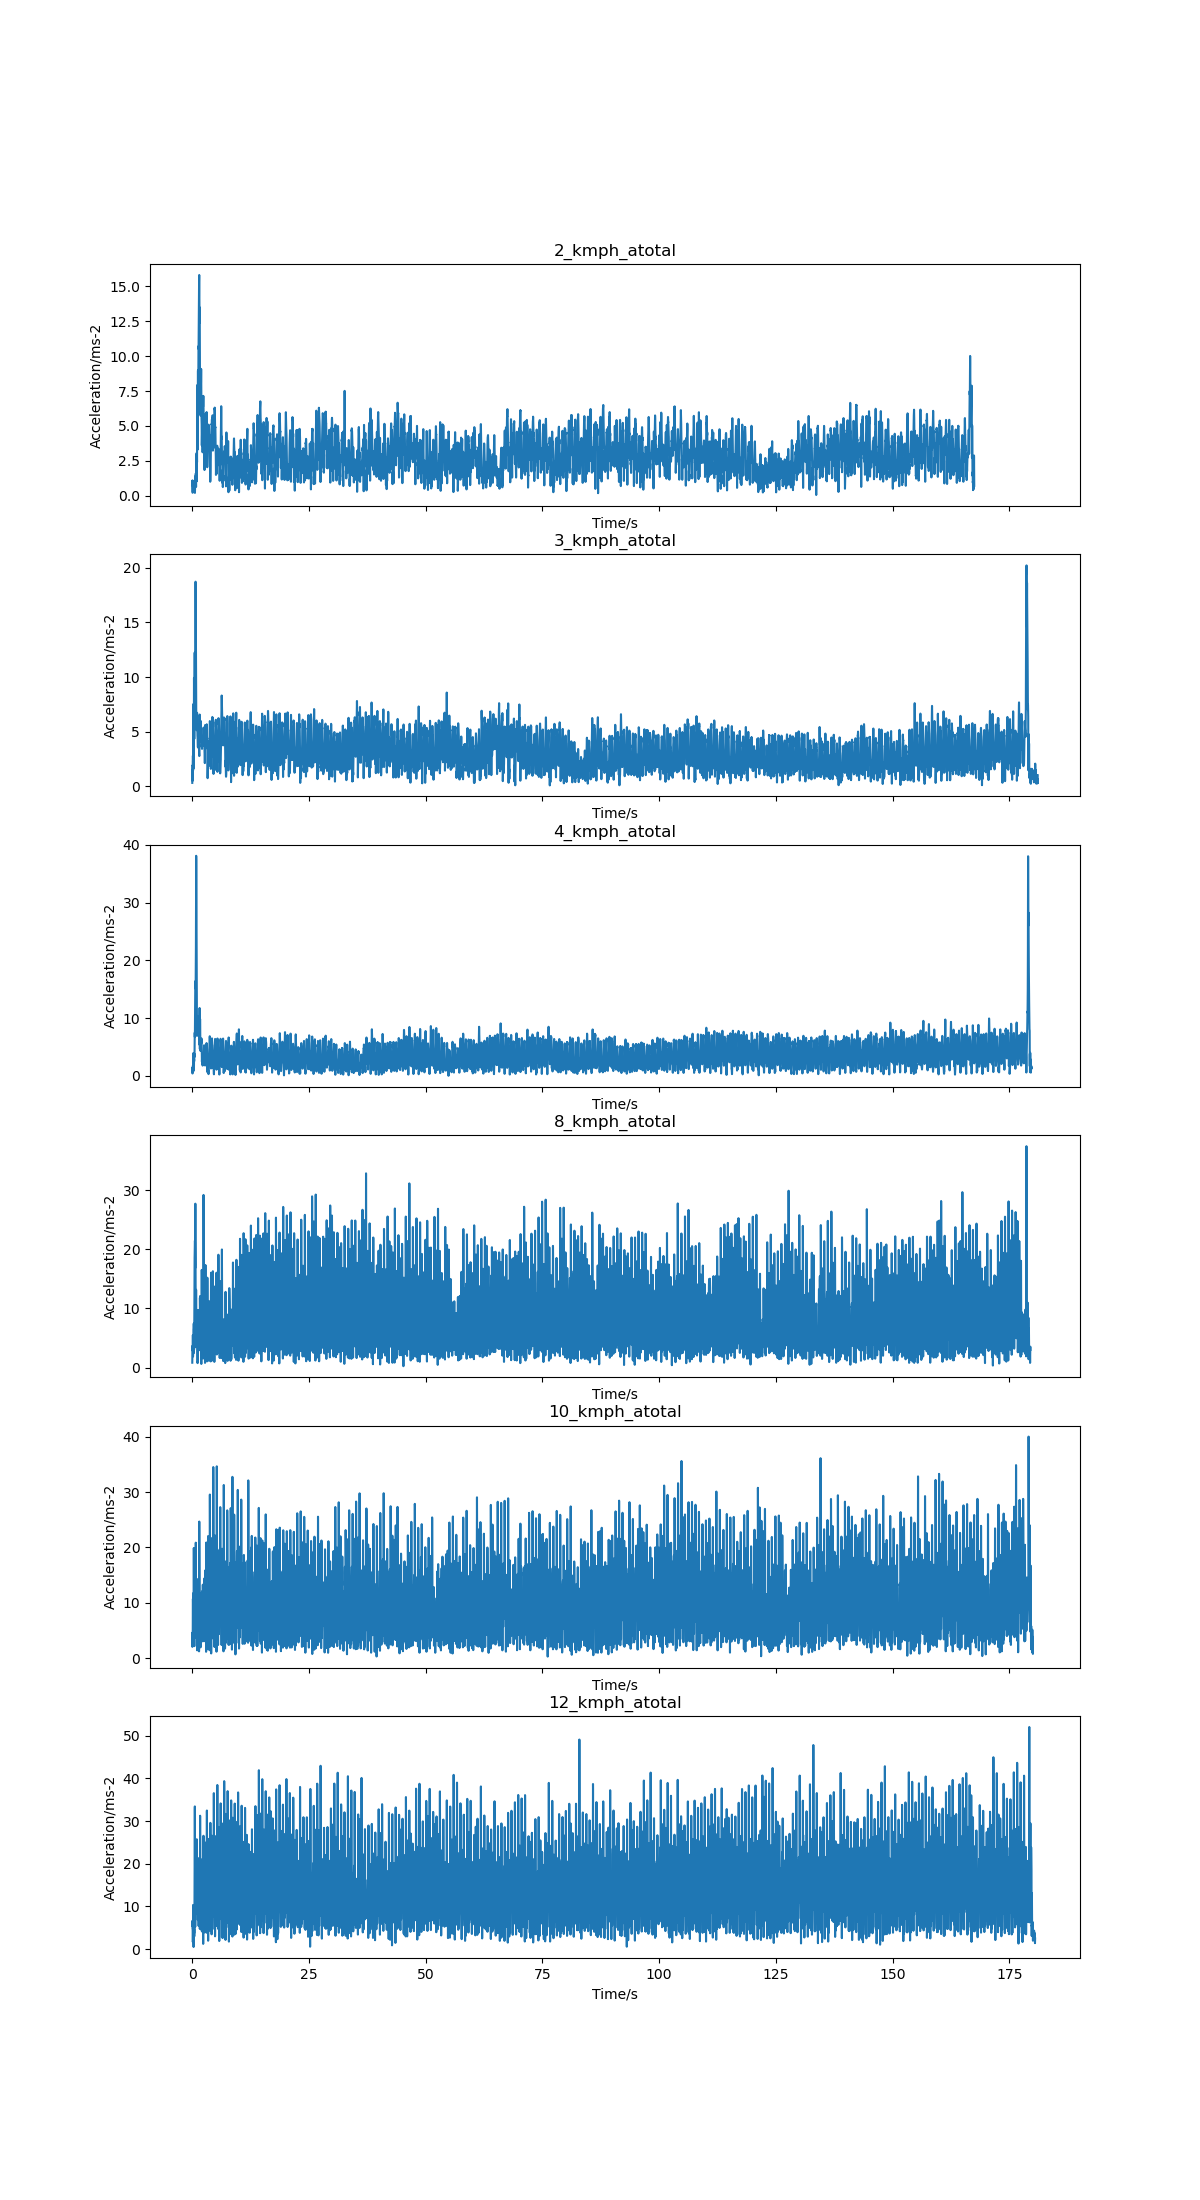 2_kmph_atotal
15.0
12.5
10.0
7.5
5.0
2.5
0.0
Acceleration/ms-2
Time/s
3_kmph_atotal
20
15
10
5
0
Acceleration/ms-2
Time/s
4_kmph_atotal
40
30
20
10
0
Acceleration/ms-2
Time/s
8_kmph_atotal
30
20
10
0
Acceleration/ms-2
Time/s
10_kmph_atotal
40
30
20
10
0
Acceleration/ms-2
Time/s
12_kmph_atotal
50
40
30
20
10
0
Acceleration/ms-2
0 25 50 75 100 125 150 175
Time/s